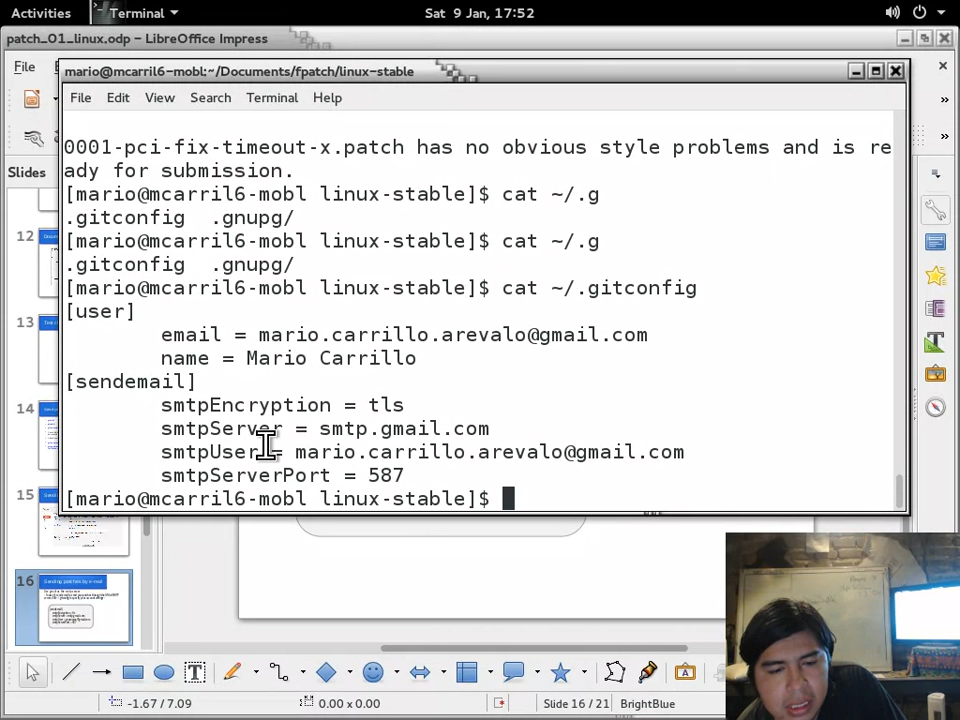 Activities
Terminal
Sat 9 Jan, 17:52
patch_01_linux.odp – LibreOffice Impress
File
mario@mcarril6-mobl:~/Documents/fpatch/linux-stable
File Edit View Search Terminal Help
0001-pci-fix-timeout-x.patch has no obvious style problems and is re
ady for submission.
[mario@mcarril6-mobl linux-stable]$ cat ~/.g
.gitconfig .gnupg/
[mario@mcarril6-mobl linux-stable]$ cat ~/.g
.gitconfig .gnupg/
[mario@mcarril6-mobl linux-stable]$ cat ~/.gitconfig
[user]
email = mario.carrillo.arevalo@gmail.com
name = Mario Carrillo
[sendemail]
smtpEncryption = tls
smtpServer = smtp.gmail.com
smtpUser = mario.carrillo.arevalo@gmail.com
smtpServerPort = 587
[mario@mcarril6-mobl linux-stable]$
Slides
12
13
14
15
16
Sending patches by e-mail
-1.67 / 7.09
0.00 x 0.00
Slide 16 / 21
BrightBlue